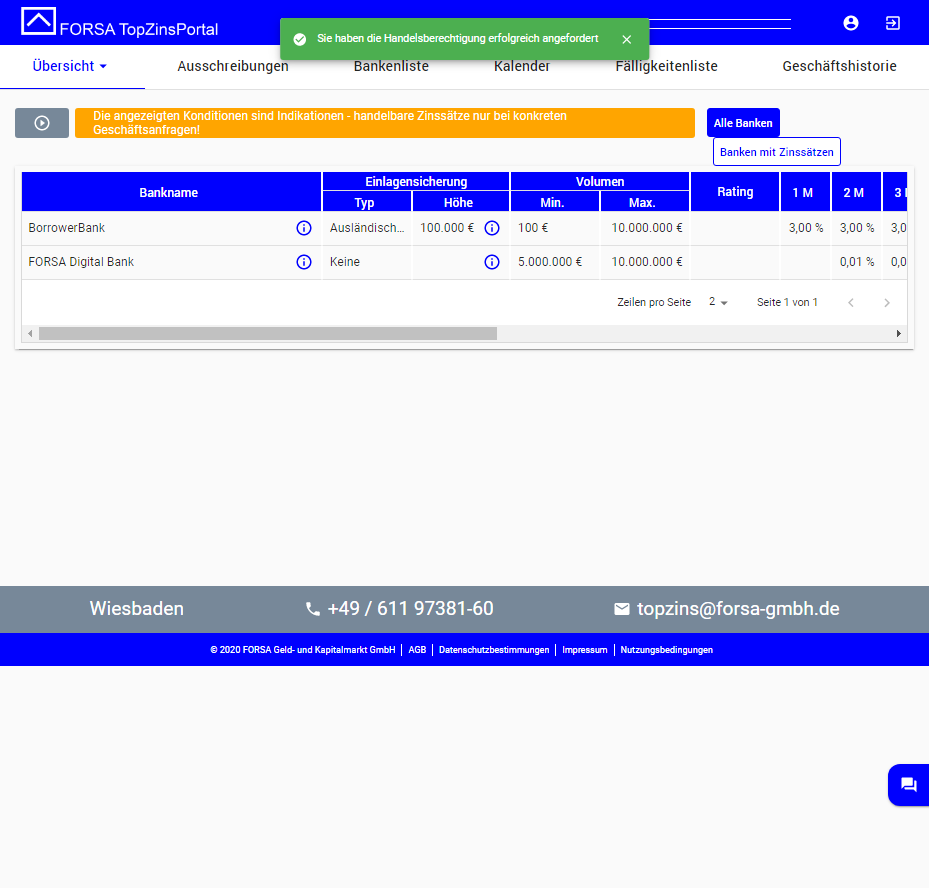 FORSA TopZinsPortal
Sie haben die Handelsberechtigung erfolgreich angefordert
Übersicht
Ausschreibungen
Bankenliste
Kalender
Fälligkeitenliste
Geschäftshistorie
Die angezeigten Konditionen sind Indikationen - handelbare Zinssätze nur bei konkreten
Geschäftsanfragen!
Alle Banken
Banken mit Zinssätzen
Bankname Einlagensicherung Volumen Rating 1 M 2 M 3
Typ Höhe Min. Max.
BorrowerBank Ausländisch... 100.000 € 100 € 10.000.000 € 3,00 % 3,00 % 3,0
FORSA Digital Bank Keine 5.000.000 € 10.000.000 € 0,01 % 0,0
Zeilen pro Seite 2 Seite 1 von 1
Wiesbaden +49 / 611 97381-60 topzins@forsa-gmbh.de
© 2020 FORSA Geld- und Kapitalmarkt GmbH | AGB | Datenschutzbestimmungen | Impressum | Nutzungsbedingungen